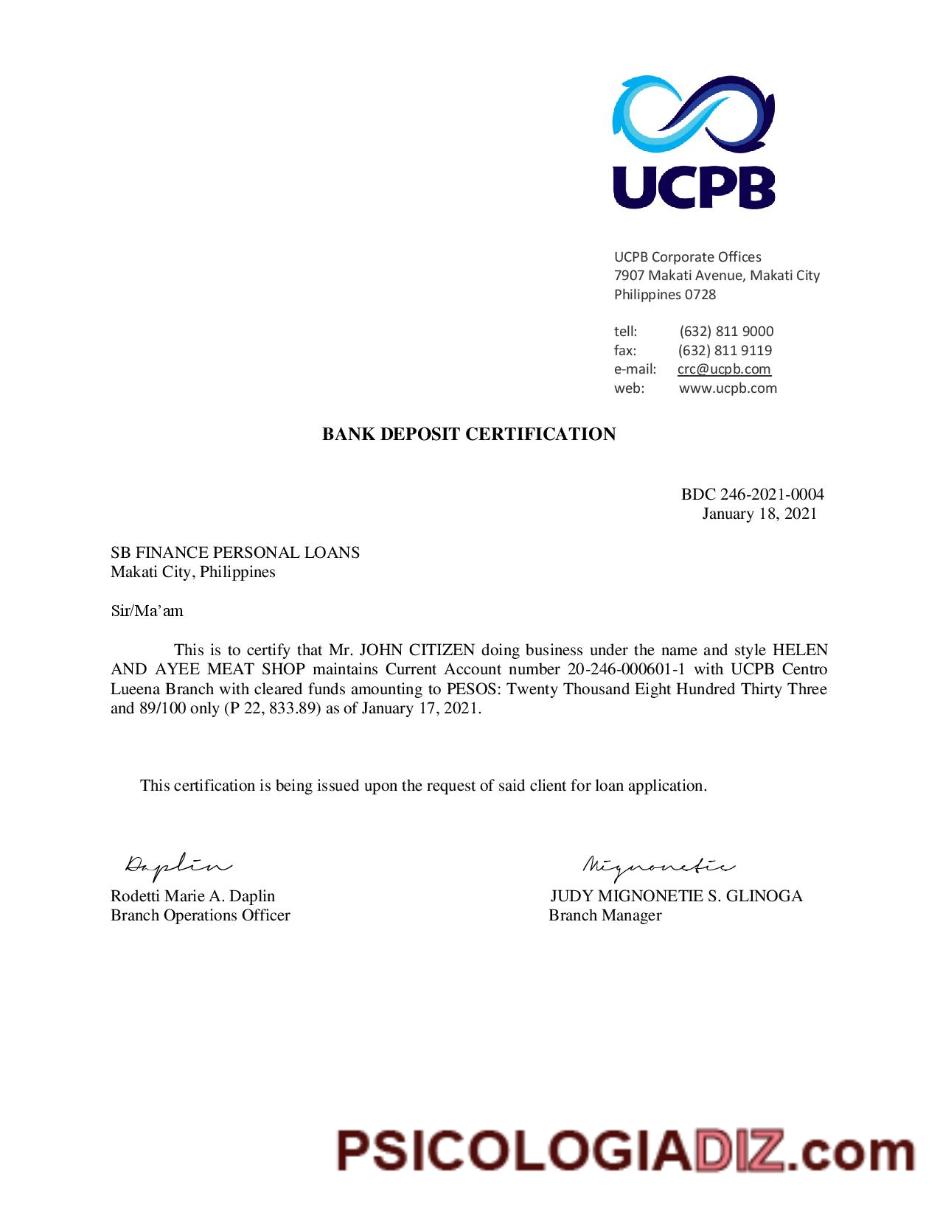 UCPB
UCPB Corporate Offices
7907 Makati Avenue, Makati City
Philippines 0728
tell: (632) 811 9000
fax: (632) 811 9119
e-mail: crc@ucpb.com
web: www.ucpb.com
BANK DEPOSIT CERTIFICATION
BDC 246-2021-0004
January 18, 2021
SB FINANCE PERSONAL LOANS
Makati City, Philippines
Sir/Ma’am
This is to certify that Mr. JOHN CITIZEN doing business under the name and style HELEN
AND AYEE MEAT SHOP maintains Current Account number 20-246-000601-1 with UCPB Centro
Lueena Branch with cleared funds amounting to PESOS: Twenty Thousand Eight Hundred Thirty Three
and 89/100 only (P 22, 833.89) as of January 17, 2021.
This certification is being issued upon the request of said client for loan application.
Daplin Mignonetie
Rodetti Marie A. Daplin JUDY MIGNONETIE S. GLINOGA
Branch Operations Officer Branch Manager
PSICOLOGIADIZ.com